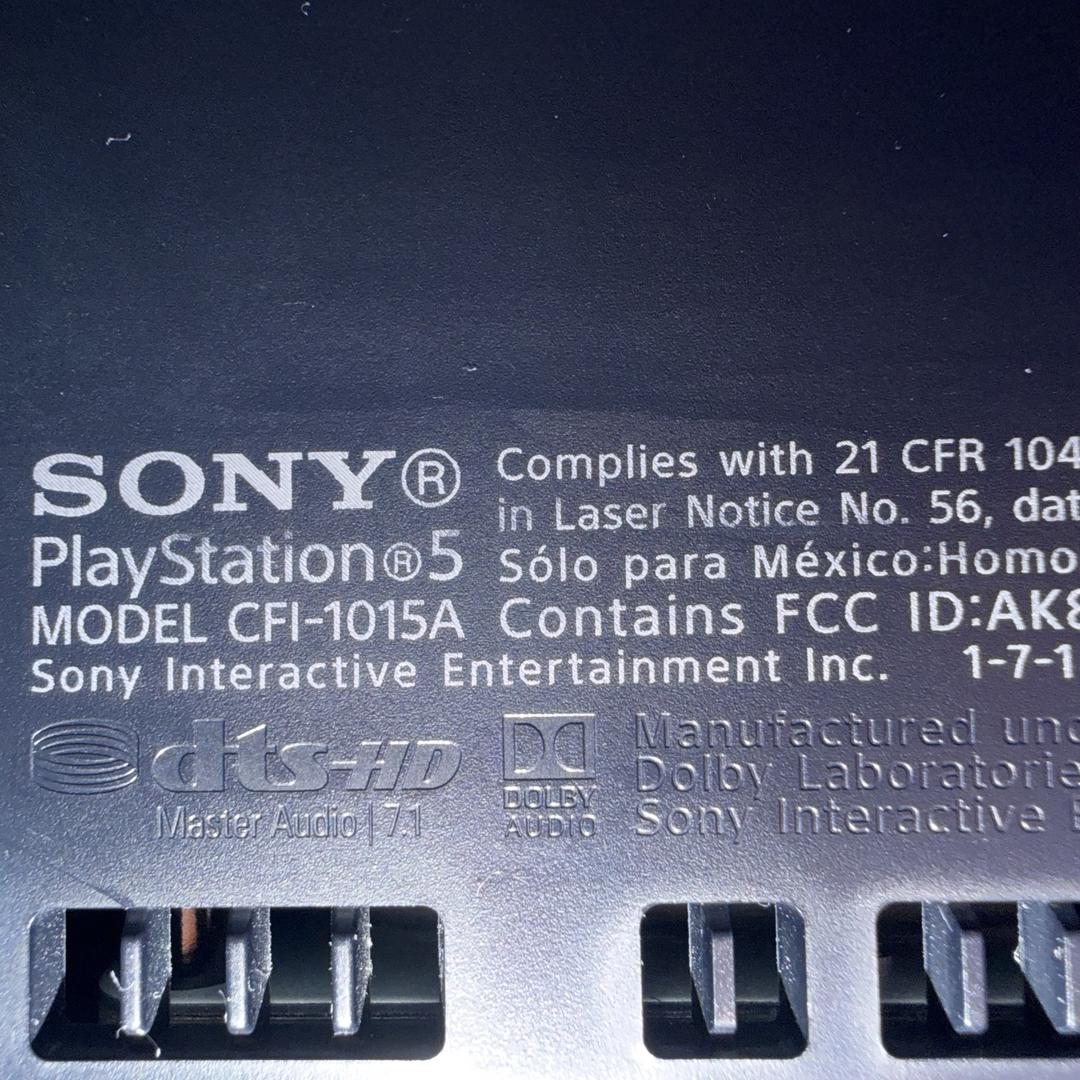 SONY®
PlayStation®5
MODEL CFI-1015A
Sony Interactive Entertainment Inc.
Complies with 21 CFR 104
in Laser Notice No. 56, dat
Sólo para México:Homo
Contains FCC ID:AK8
1-7-1
dts-HD
Master Audio | 7.1
DOLBY
AUDIO
Manufactured und
Dolby Laboratorie
Sony Interactive E